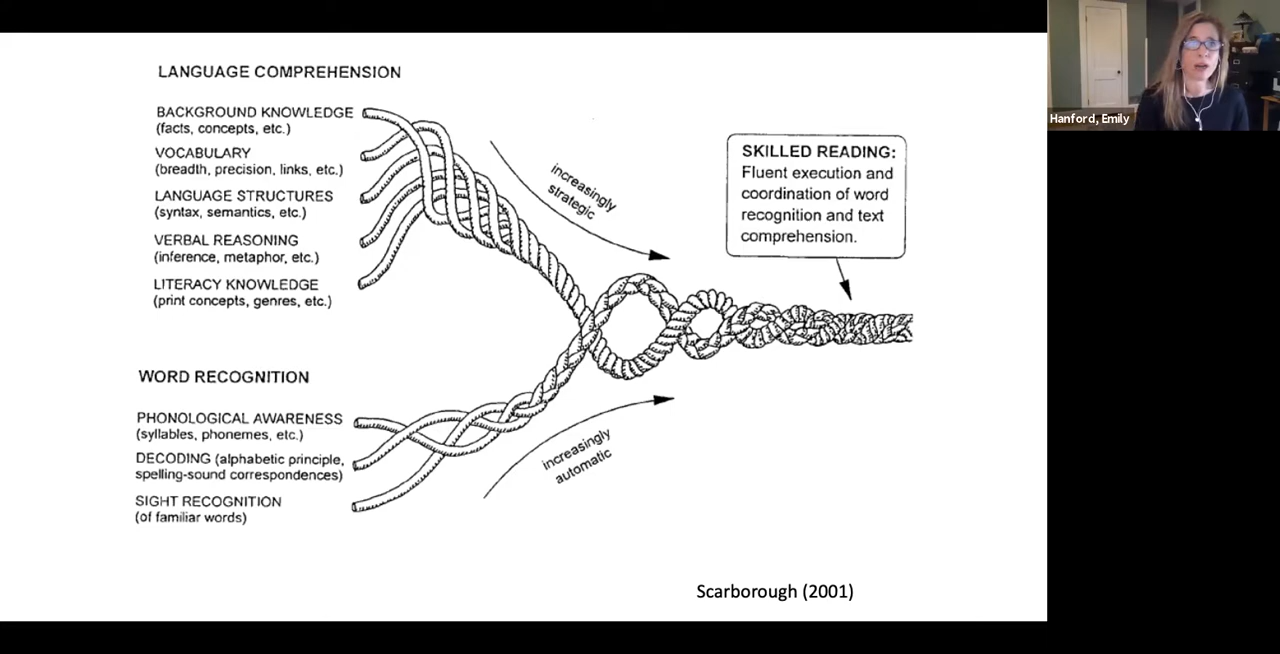 LANGUAGE COMPREHENSION
BACKGROUND KNOWLEDGE
(facts, concepts, etc.)
VOCABULARY
(breadth, precision, links, etc.)
LANGUAGE STRUCTURES
(syntax, semantics, etc.)
VERBAL REASONING
(inference, metaphor, etc.)
LITERACY KNOWLEDGE
(print concepts, genres, etc.)
increasingly
strategic
SKILLED READING:
Fluent execution and
coordination of word
recognition and text
comprehension.
WORD RECOGNITION
PHONOLOGICAL AWARENESS
(syllables, phonemes, etc.)
DECODING (alphabetic principle,
spelling-sound correspondences)
SIGHT RECOGNITION
(of familiar words)
increasingly
automatic
Scarborough (2001)
Hanford, Emily